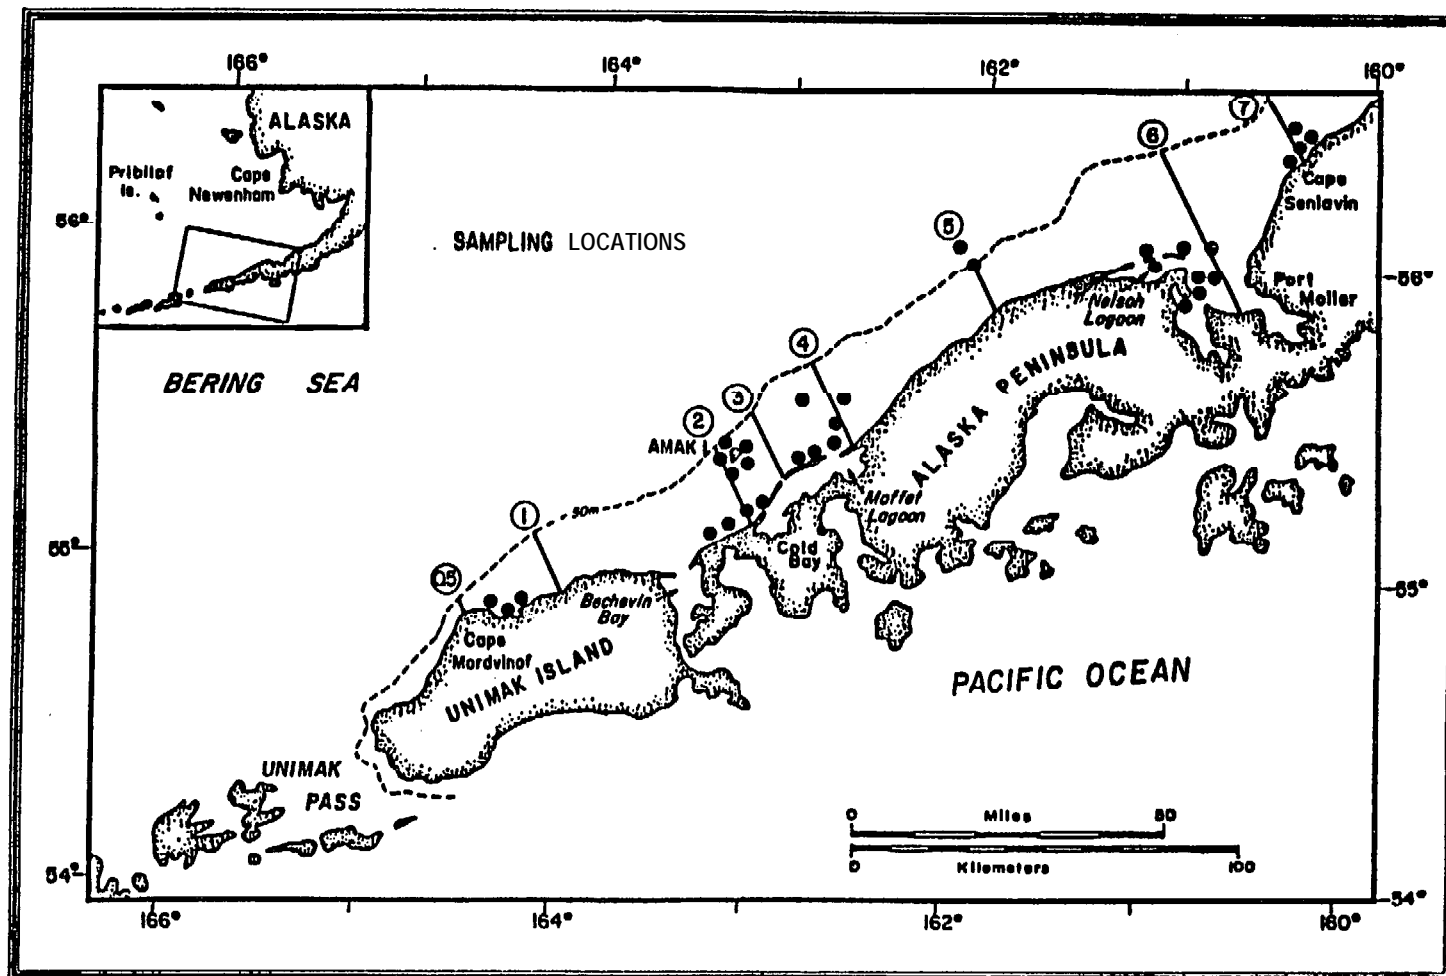 166°
164°
162°
160°
ALASKA
Pribilof
Is.
Cape
Newenham
56°
SAMPLING LOCATIONS
7
6
Cape
Seniavin
5
56°
Port
Moller
Nelson
Lagoon
BERING SEA
4
3
2
AMAK I.
ALASKA PENINSULA
Moffet
Lagoon
50m
1
55°
Cold
Bay
0.5
55°
Bechevin
Bay
Cape
Mordvinof
UNIMAK ISLAND
PACIFIC OCEAN
UNIMAK
PASS
0 Miles 50
0 Kilometers 100
54°
54°
166°
164°
162°
160°